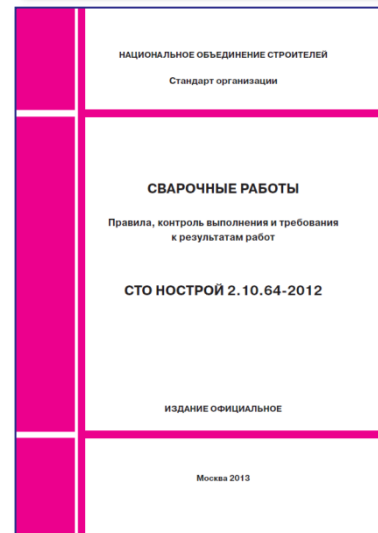 НАЦИОНАЛЬНОЕ ОБЪЕДИНЕНИЕ СТРОИТЕЛЕЙ
Стандарт организации
СВАРОЧНЫЕ РАБОТЫ
Правила, контроль выполнения и требования
к результатам работ
СТО НОСТРОЙ 2.10.64-2012
ИЗДАНИЕ ОФИЦИАЛЬНОЕ
Москва 2013